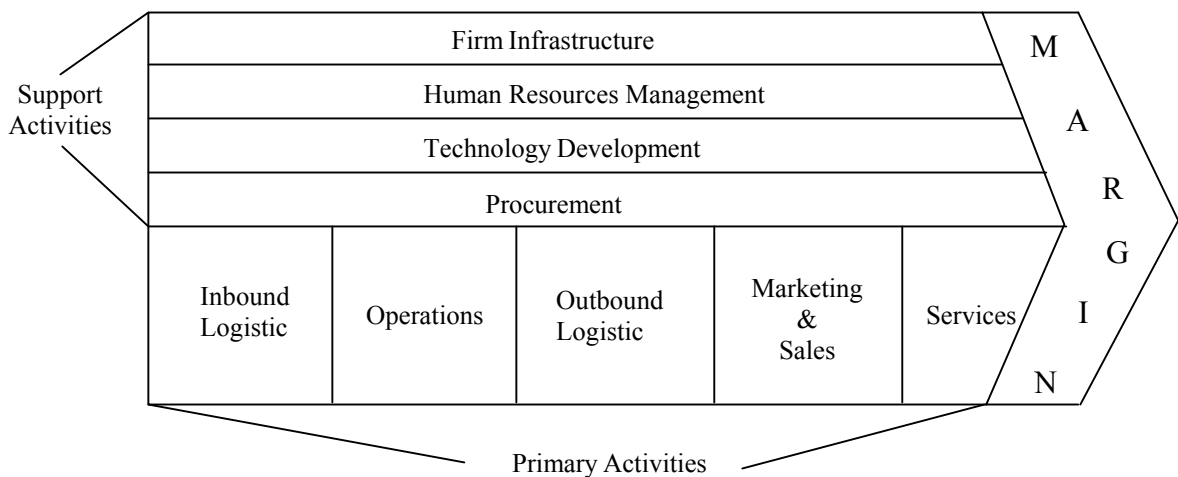 Firm Infrastructure
Human Resources Management
Technology Development
Procurement
Support
Activities
Inbound
Logistic
Operations
Outbound
Logistic
Marketing
&
Sales
Services
M
A
R
G
I
N
Primary Activities